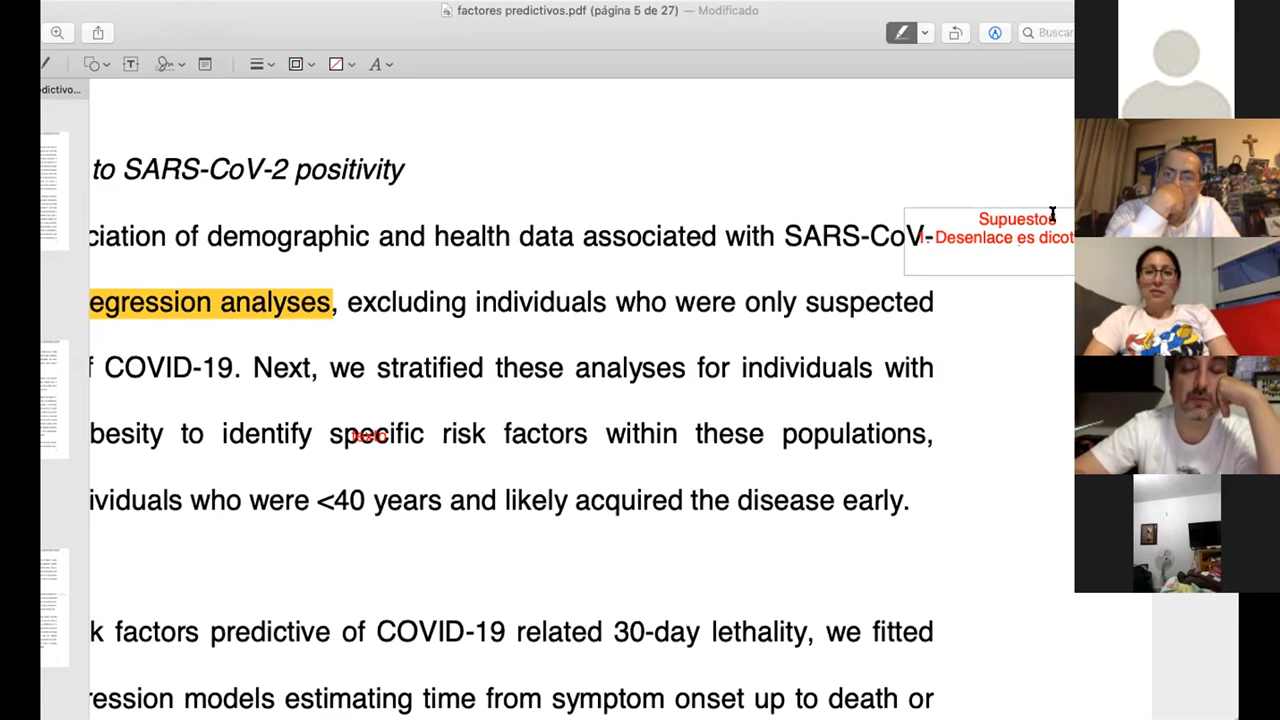 factores predictivos.pdf (página 5 de 27) — Modificado
Buscar
dictivo...
to SARS-CoV-2 positivity
Supuestos
ciation of demographic and health data associated with SARS-CoV-
1. Desenlace es dicot
egression analyses, excluding individuals who were only suspected
f COVID-19. Next, we stratified these analyses for individuals with
besity to identify specific risk factors within these populations,
texto
ividuals who were <40 years and likely acquired the disease early.
k factors predictive of COVID-19 related 30-day lethality, we fitted
ression models estimating time from symptom onset up to death or